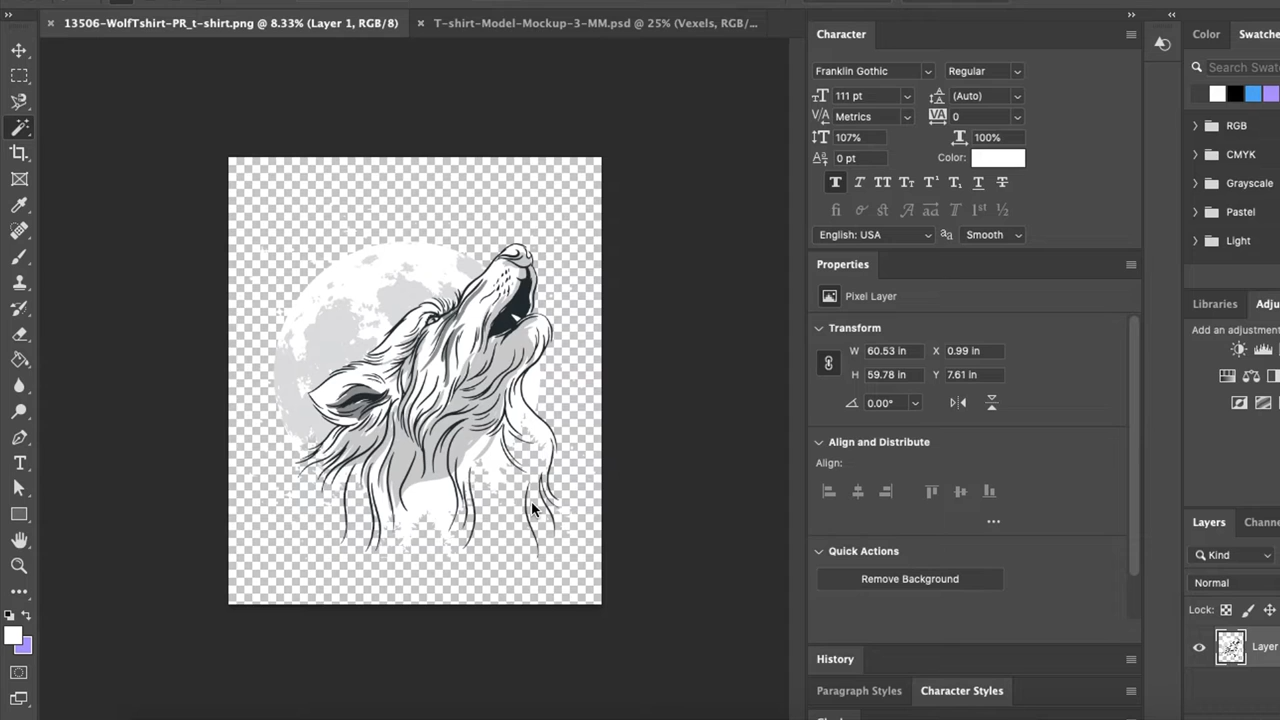 13506-WolfTshirt-PR_t-shirt.png @ 8.33% (Layer 1, RGB/8)
T-shirt-Model-Mockup-3-MM.psd @ 25% (Vexels, RGB/...
Character
Color
Swatche
Franklin Gothic
Regular
Search Swat
111 pt
(Auto)
Metrics
0
RGB
107%
100%
CMYK
0 pt
Color:
Grayscale
Pastel
English: USA
Smooth
Light
Properties
Pixel Layer
Libraries
Adju
Transform
Add an adjustment
W
60.53 in
X
0.99 in
H
59.78 in
Y
7.61 in
0.00°
Align and Distribute
Align:
Layers
Channe
Quick Actions
Kind
Remove Background
Normal
Lock:
Layer
History
Paragraph Styles
Character Styles